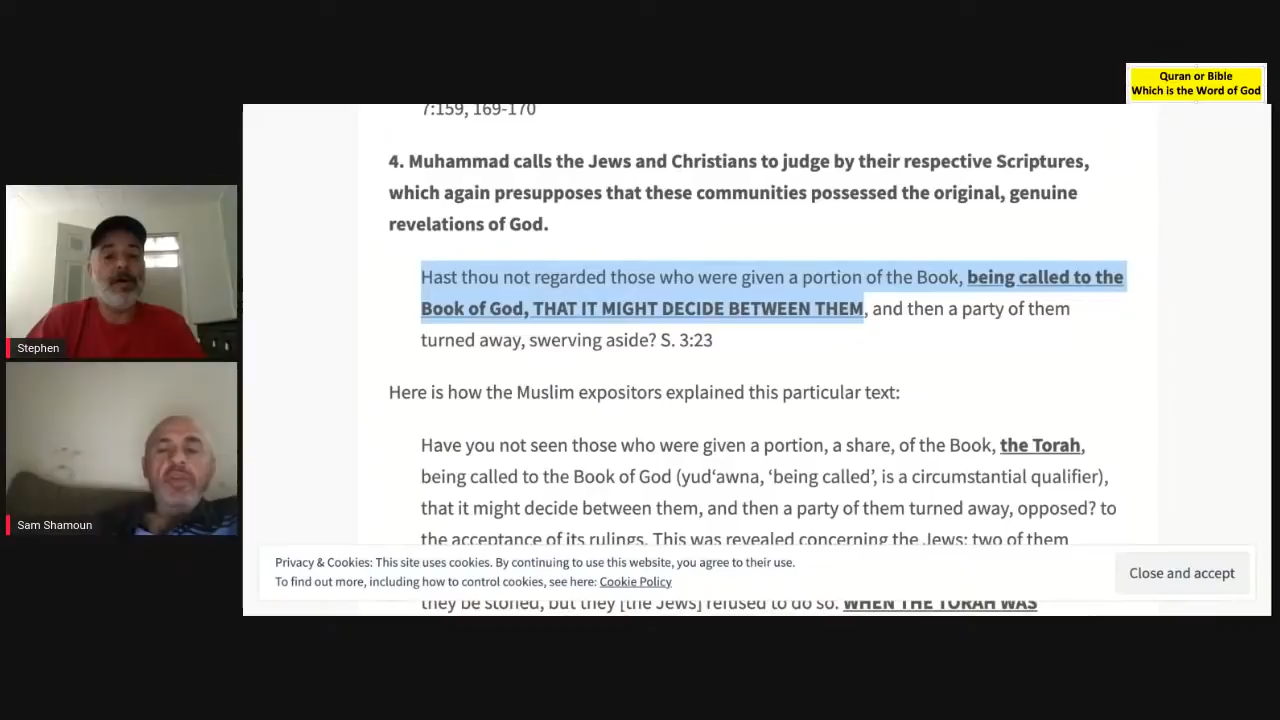 Quran or Bible
Which is the Word of God
7:159, 169-170
4. Muhammad calls the Jews and Christians to judge by their respective Scriptures,
which again presupposes that these communities possessed the original, genuine
revelations of God.
Hast thou not regarded those who were given a portion of the Book, being called to the
Book of God, THAT IT MIGHT DECIDE BETWEEN THEM, and then a party of them
turned away, swerving aside? S. 3:23
Here is how the Muslim expositors explained this particular text:
Have you not seen those who were given a portion, a share, of the Book, the Torah,
being called to the Book of God (yud‘awna, ‘being called’, is a circumstantial qualifier),
that it might decide between them, and then a party of them turned away, opposed? to
the acceptance of its rulings. This was revealed concerning the Jews: two of them
Privacy & Cookies: This site uses cookies. By continuing to use this website, you agree to their use.
To find out more, including how to control cookies, see here: Cookie Policy
Close and accept
they be stoned, but they [the Jews] refused to do so. WHEN THE TORAH WAS
Stephen
Sam Shamoun